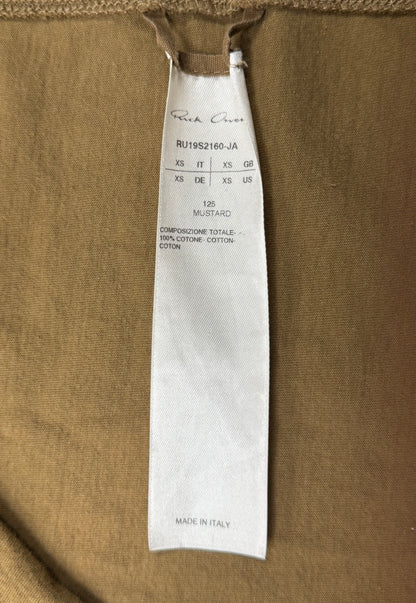 Rick Owens
RU19S2160-JA
XS IT XS GB
XS DE XS US
125
MUSTARD
COMPOSIZIONE TOTALE-
100% COTONE- COTTON-
COTON
MADE IN ITALY